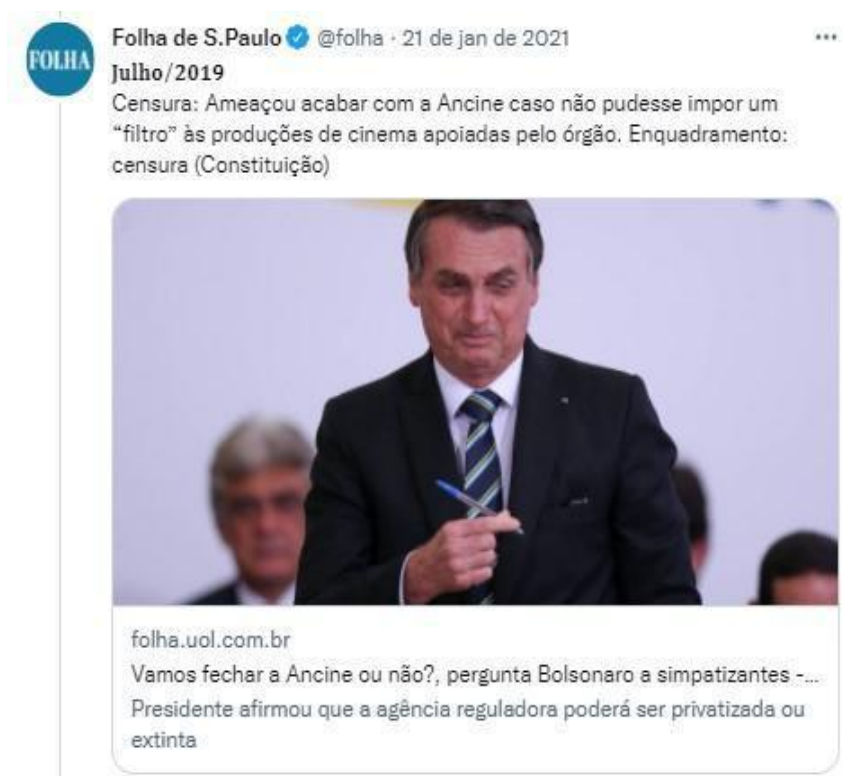 FOLHA
Folha de S.Paulo @folha · 21 de jan de 2021
Julho/2019
Censura: Ameaçou acabar com a Ancine caso não pudesse impor um
“filtro” às produções de cinema apoiadas pelo órgão. Enquadramento:
censura (Constituição)
folha.uol.com.br
Vamos fechar a Ancine ou não?, pergunta Bolsonaro a simpatizantes -...
Presidente afirmou que a agência reguladora poderá ser privatizada ou
extinta